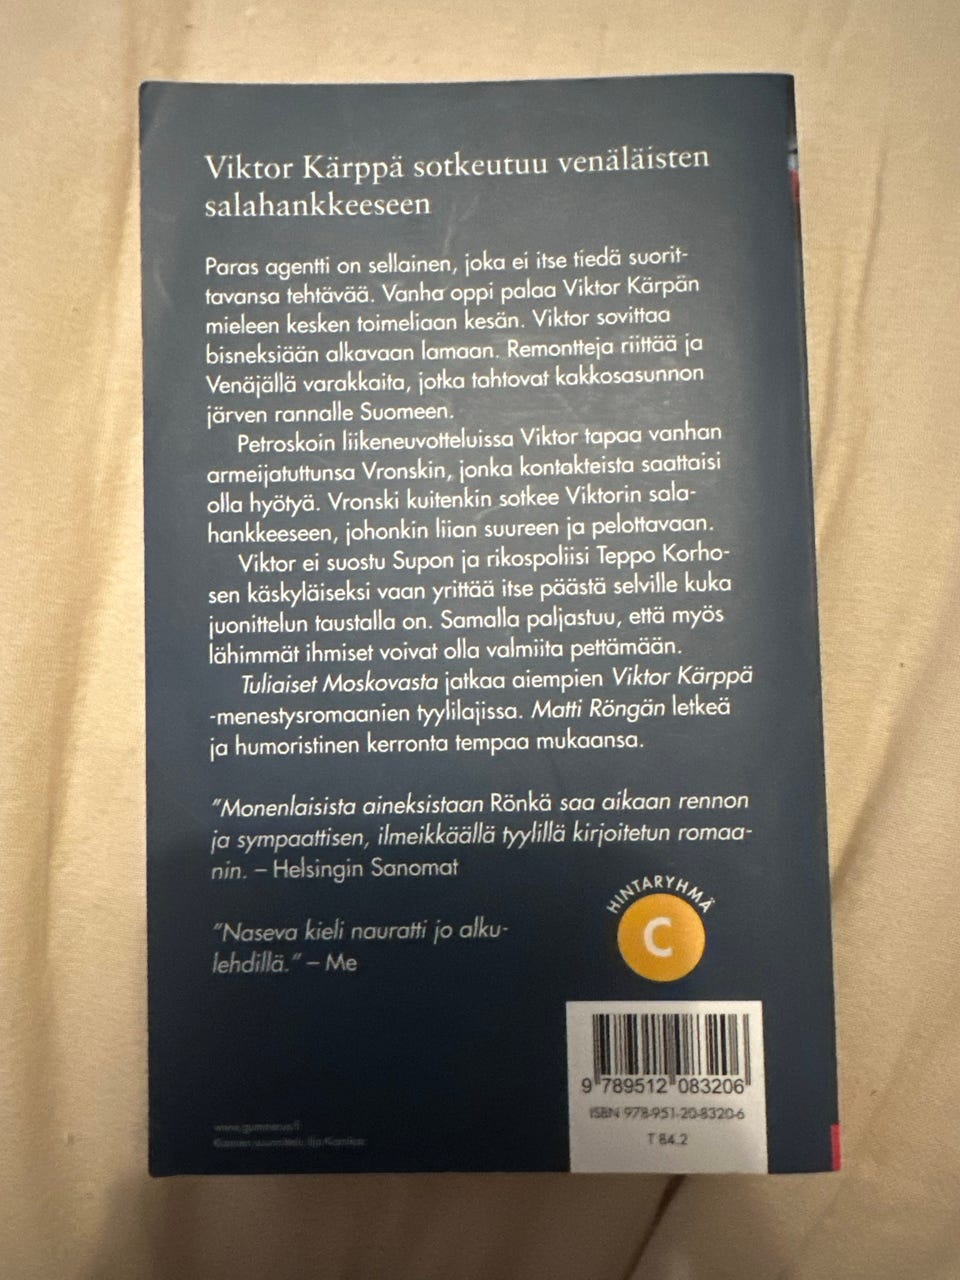 Viktor Kärppä sotkeutuu venäläisten
salahankkeeseen
Paras agentti on sellainen, joka ei itse tiedä suorit-
tavansa tehtävää. Vanha oppi palaa Viktor Kärpän
mieleen kesken toimeliaan kesän. Viktor sovittaa
bisneksiään alkavaan lamaan. Remontteja riittää ja
Venäjällä varakkaita, jotka tahtovat kakkosasunnon
järven rannalle Suomeen.
Petroskoin liikeneuvotteluissa Viktor tapaa vanhan
armeijatuttunsa Vronskin, jonka kontakteista saattaisi
olla hyötyä. Vronski kuitenkin sotkee Viktorin sala-
hankkeeseen, johonkin liian suureen ja pelottavaan.
Viktor ei suostu Supon ja rikospoliisi Teppo Korho-
sen käskyläiseksi vaan yrittää itse päästä selville kuka
juonittelun taustalla on. Samalla paljastuu, että myös
lähimmät ihmiset voivat olla valmiita pettämään.
Tuliaiset Moskovasta jatkaa aiempien Viktor Kärppä
-menestysromaanien tyylilajissa. Matti Röngän letkeä
ja humoristinen kerronta tempaa mukaansa.
"Monenlaisista aineksistaan Rönkä saa aikaan rennon
ja sympaattisen, ilmeikkäällä tyylillä kirjoitetun romaa-
nin. – Helsingin Sanomat
"Naseva kieli nauratti jo alku-
lehdillä." – Me
HINTARYHMÄ
C
9 789512 083206
ISBN 978-951-20-8320-6
T 84.2
www.gummerus.fi
Kannen suunnittelu Ilja Karsikas